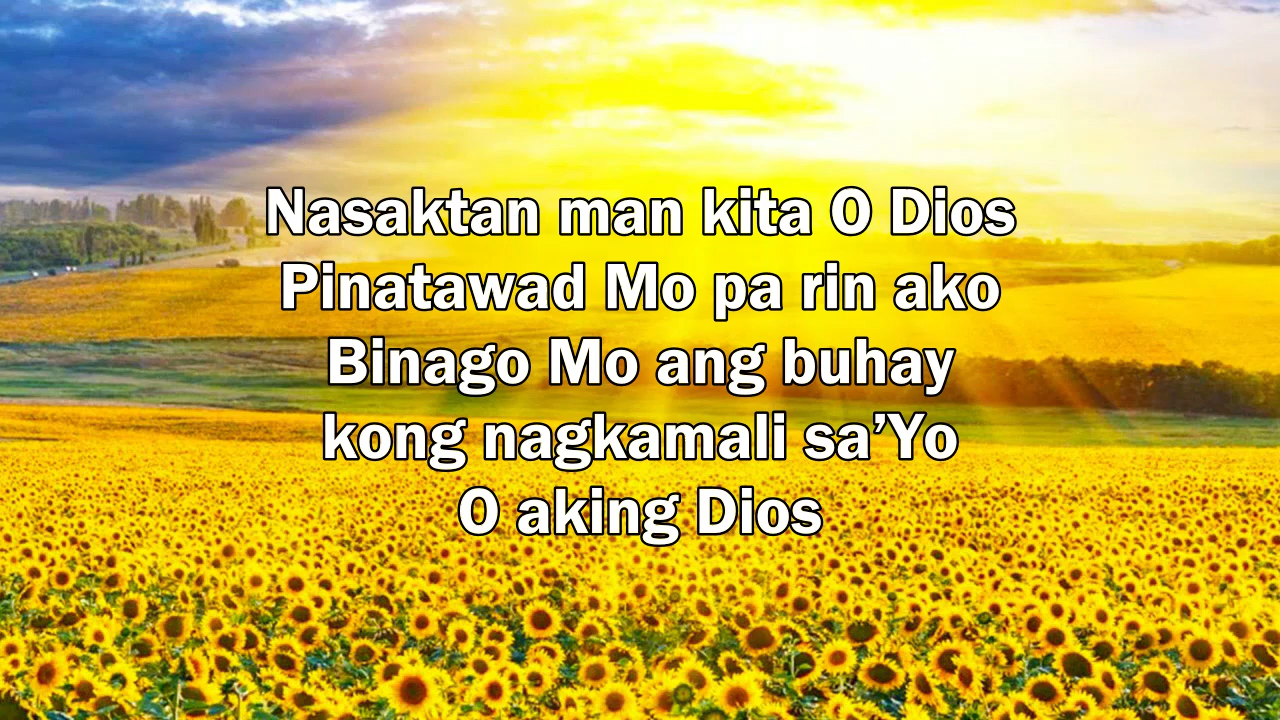 Nasaktan man kita O Dios
Pinatawad Mo pa rin ako
Binago Mo ang buhay
kong nagkamali sa’Yo
O aking Dios